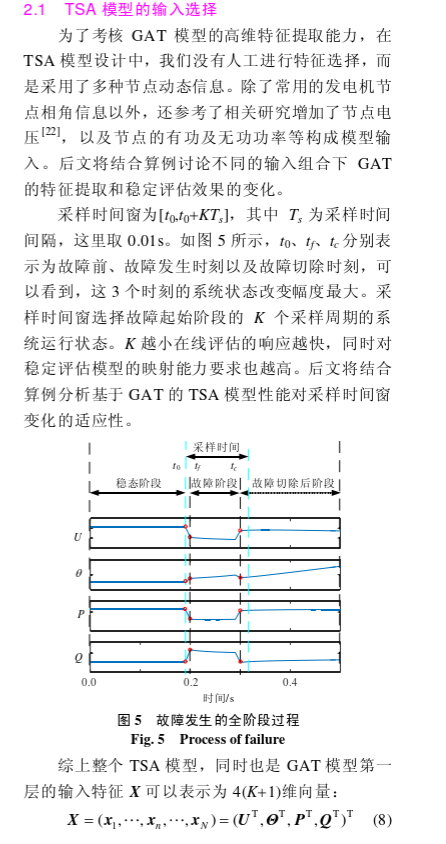 2.1 TSA 模型的输入选择
为了考核 GAT 模型的高维特征提取能力，在
TSA 模型设计中，我们没有人工进行特征选择，而
是采用了多种节点动态信息。除了常用的发电机节
点相角信息以外，还参考了相关研究增加了节点电
压[22]，以及节点的有功及无功功率等构成模型输
入。后文将结合算例讨论不同的输入组合下 GAT
的特征提取和稳定评估效果的变化。
采样时间窗为[t0,t0+KTs]，其中 Ts 为采样时间
间隔，这里取 0.01s。如图 5 所示，t0、tf、tc 分别表
示为故障前、故障发生时刻以及故障切除时刻，可
以看到，这 3 个时刻的系统状态改变幅度最大。采
样时间窗选择故障起始阶段的 K 个采样周期的系
统运行状态。K 越小在线评估的响应越快，同时对
稳定评估模型的映射能力要求也越高。后文将结合
算例分析基于 GAT 的 TSA 模型性能对采样时间窗
变化的适应性。
采样时间
t0 tf tc
稳态阶段 故障阶段 故障切除后阶段
U
θ
P
Q
0.0 0.2 0.4
时间/s
图 5 故障发生的全阶段过程
Fig. 5 Process of failure
综上整个 TSA 模型，同时也是 GAT 模型第一
层的输入特征 X 可以表示为 4(K+1)维向量：
X = (x1,⋯,xn,⋯,xN) = (U^T,Θ^T,P^T,Q^T)^T (8)